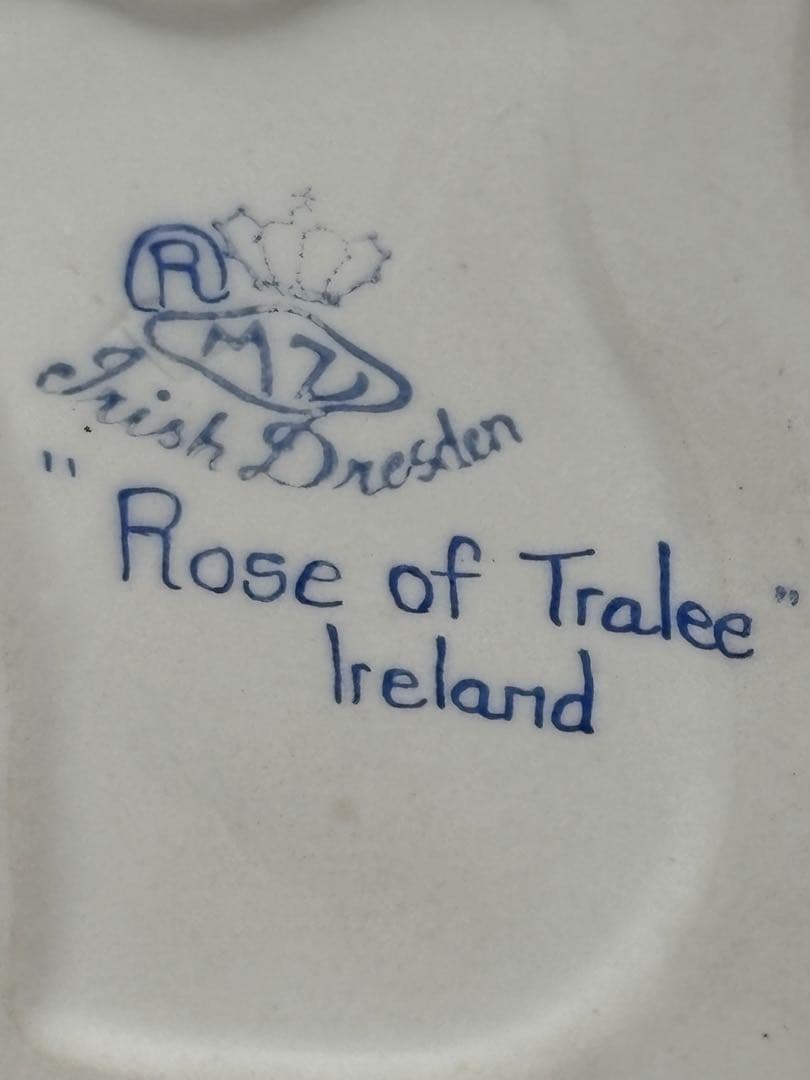 R
MZ
Irish Dresden
" Rose of Tralee "
Ireland